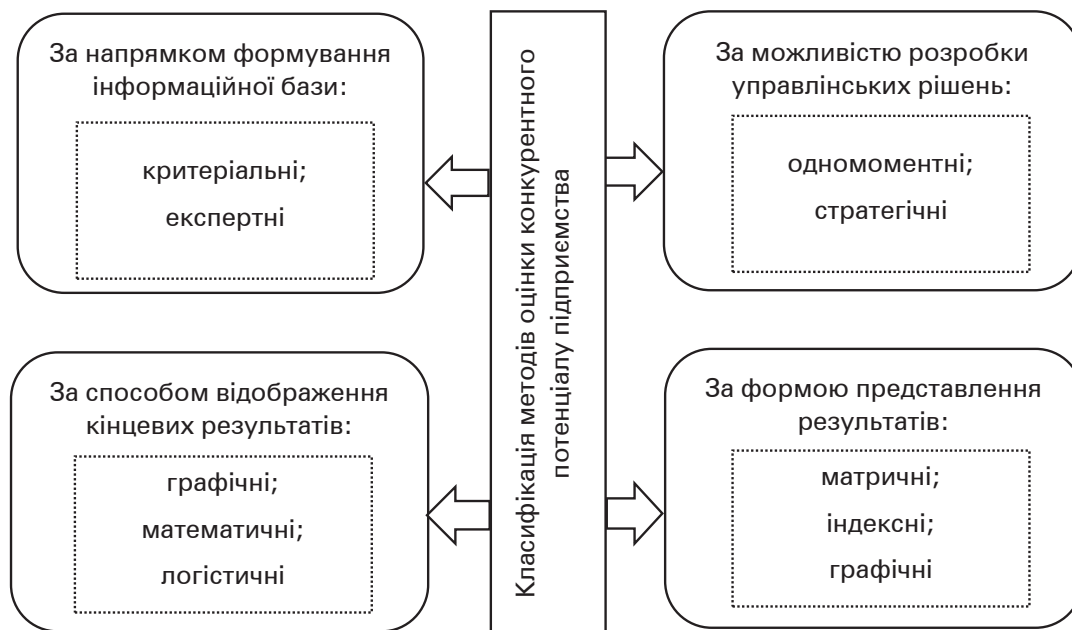 За напрямком формування
інформаційної бази:
критеріальні;
експертні
За способом відображення
кінцевих результатів:
графічні;
математичні;
логістичні
Класифікація методів оцінки конкурентного
потенціалу підприємства
За можливістю розробки
управлінських рішень:
одномоментні;
стратегічні
За формою представлення
результатів:
матричні;
індексні;
графічні